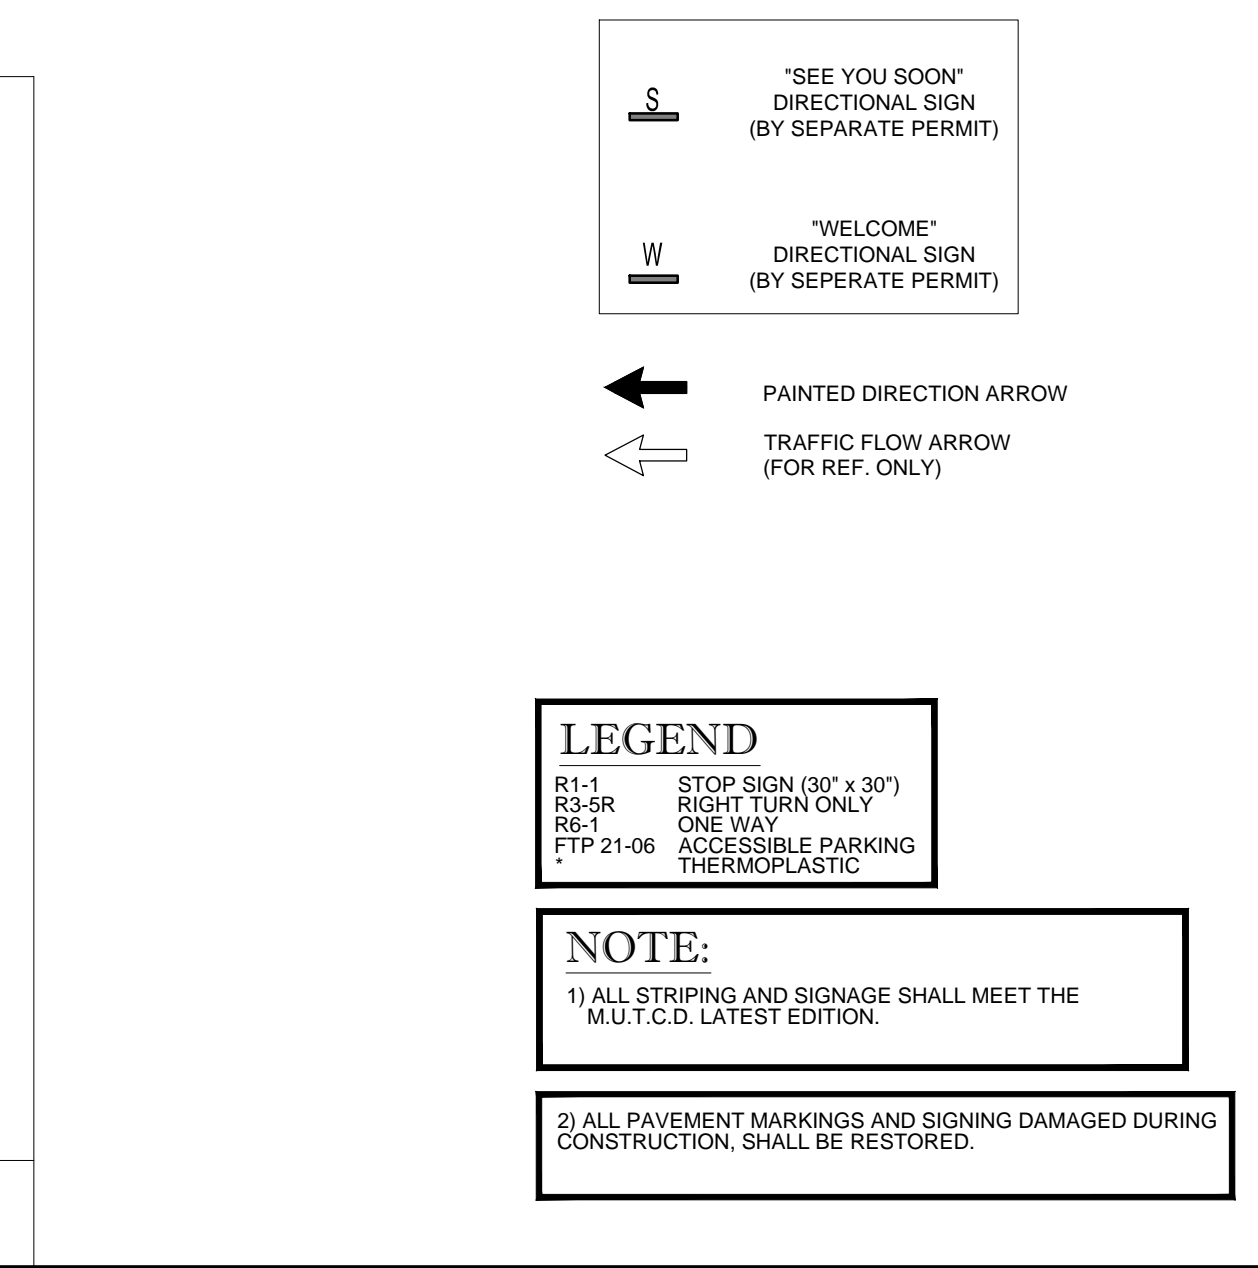 S
"SEE YOU SOON"
DIRECTIONAL SIGN
(BY SEPARATE PERMIT)
W
"WELCOME"
DIRECTIONAL SIGN
(BY SEPERATE PERMIT)
PAINTED DIRECTION ARROW
TRAFFIC FLOW ARROW
(FOR REF. ONLY)
LEGEND
R1-1 STOP SIGN (30" x 30")
R3-5R RIGHT TURN ONLY
R6-1 ONE WAY
FTP 21-06 ACCESSIBLE PARKING
* THERMOPLASTIC
NOTE:
1) ALL STRIPING AND SIGNAGE SHALL MEET THE
M.U.T.C.D. LATEST EDITION.
2) ALL PAVEMENT MARKINGS AND SIGNING DAMAGED DURING
CONSTRUCTION, SHALL BE RESTORED.